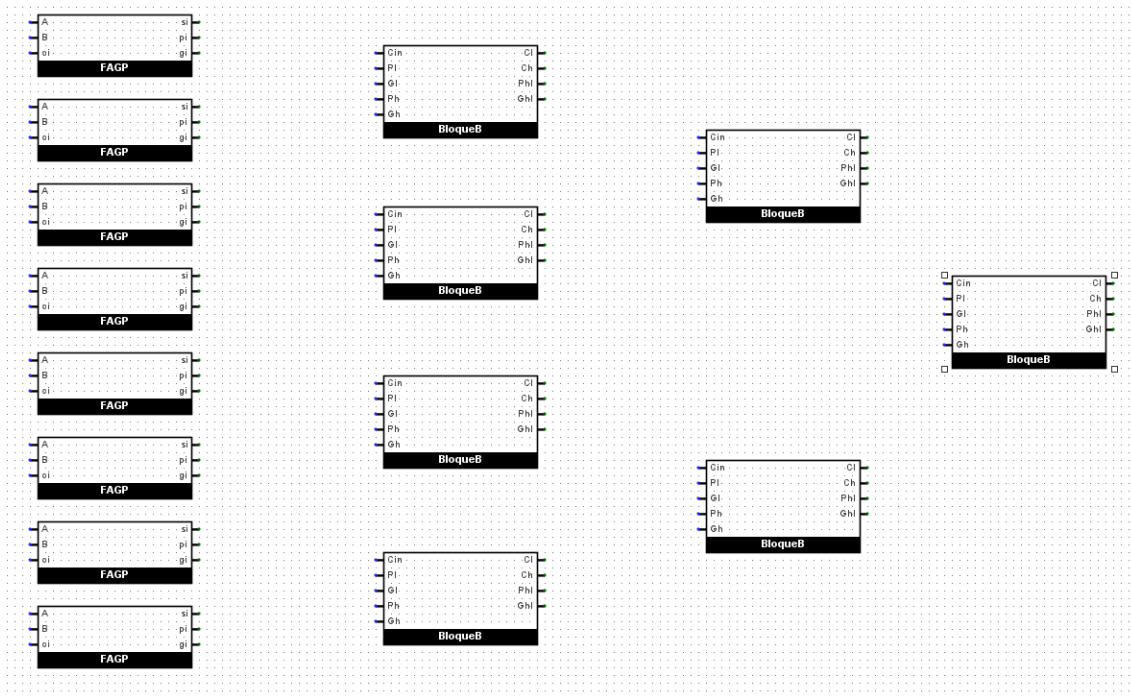 A si
B pi
ci gi
FAGP
A si
B pi
ci gi
FAGP
A si
B pi
ci gi
FAGP
A si
B pi
ci gi
FAGP
A si
B pi
ci gi
FAGP
A si
B pi
ci gi
FAGP
A si
B pi
ci gi
FAGP
A si
B pi
ci gi
FAGP
Cin Cl
Pl Ch
Gl Phl
Ph Ghl
Gh
BloqueB
Cin Cl
Pl Ch
Gl Phl
Ph Ghl
Gh
BloqueB
Cin Cl
Pl Ch
Gl Phl
Ph Ghl
Gh
BloqueB
Cin Cl
Pl Ch
Gl Phl
Ph Ghl
Gh
BloqueB
Cin Cl
Pl Ch
Gl Phl
Ph Ghl
Gh
BloqueB
Cin Cl
Pl Ch
Gl Phl
Ph Ghl
Gh
BloqueB
Cin Cl
Pl Ch
Gl Phl
Ph Ghl
Gh
BloqueB